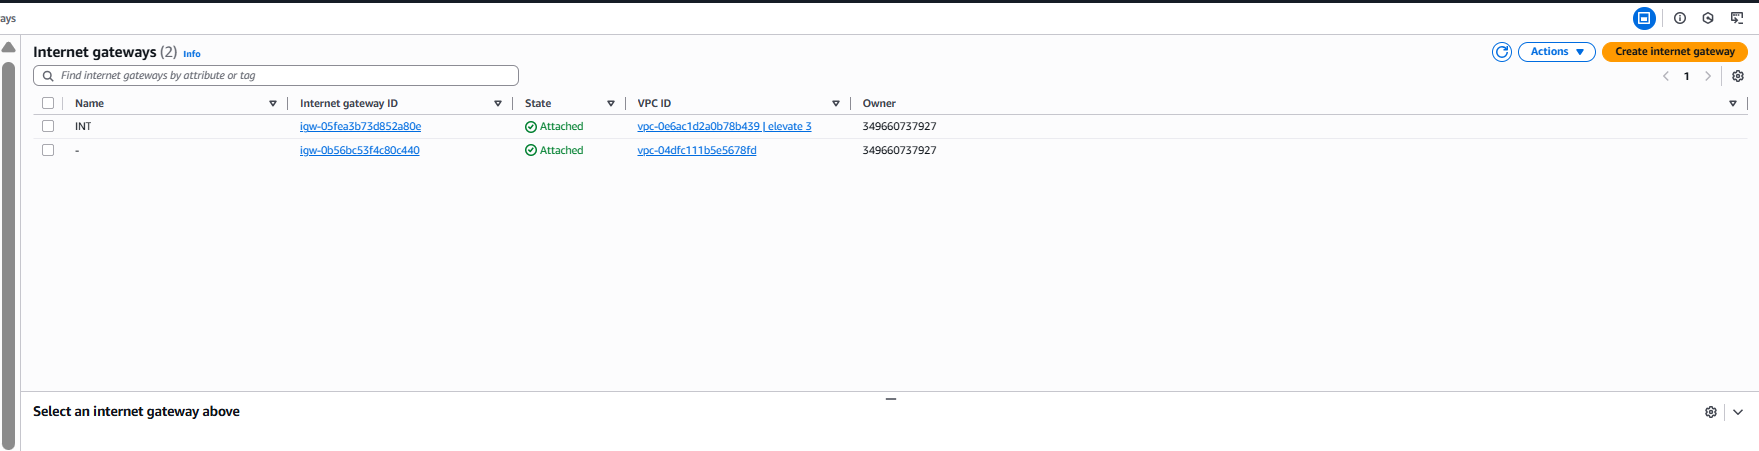 ays
Internet gateways (2) Info
Actions
Create internet gateway
Find internet gateways by attribute or tag
1
Name Internet gateway ID State VPC ID Owner
INT igw-05fea3b73d852a80e Attached vpc-0e6ac1d2a0b78b439 | elevate 3 349660737927
- igw-0b56bc53f4c80c440 Attached vpc-04dfc111b5e5678fd 349660737927
Select an internet gateway above